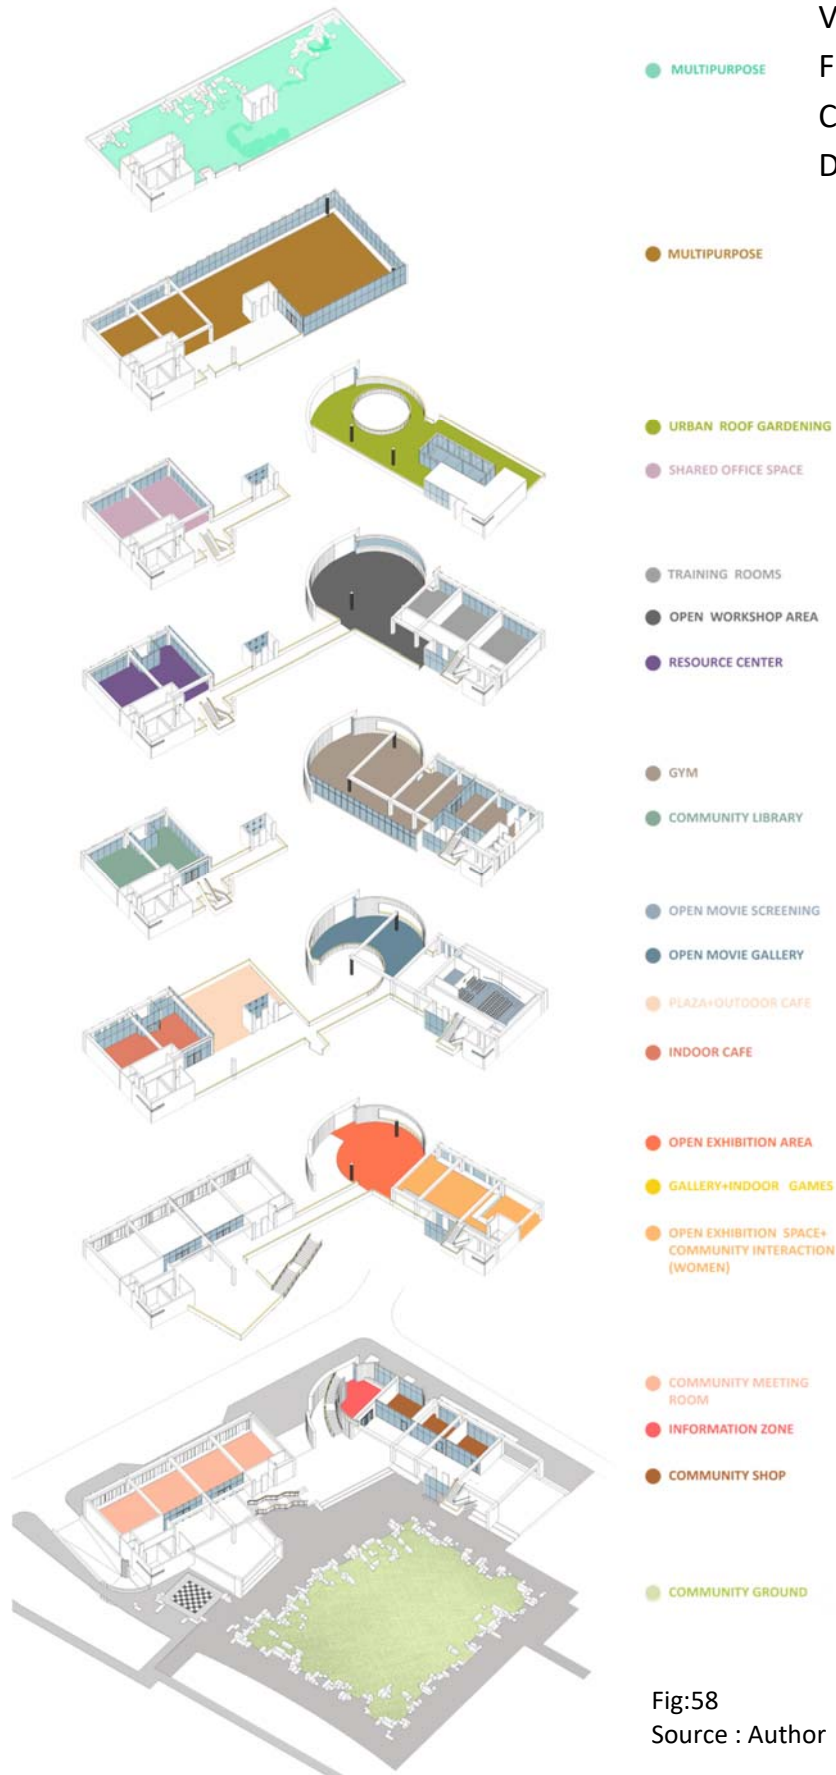 V
MULTIPURPOSE
F
C
D
MULTIPURPOSE
URBAN ROOF GARDENING
SHARED OFFICE SPACE
TRAINING ROOMS
OPEN WORKSHOP AREA
RESOURCE CENTER
GYM
COMMUNITY LIBRARY
OPEN MOVIE SCREENING
OPEN MOVIE GALLERY
PLAZA+OUTDOOR CAFE
INDOOR CAFE
OPEN EXHIBITION AREA
GALLERY+INDOOR GAMES
OPEN EXHIBITION SPACE+
COMMUNITY INTERACTION
(WOMEN)
COMMUNITY MEETING
ROOM
INFORMATION ZONE
COMMUNITY SHOP
COMMUNITY GROUND
Fig:58
Source : Author